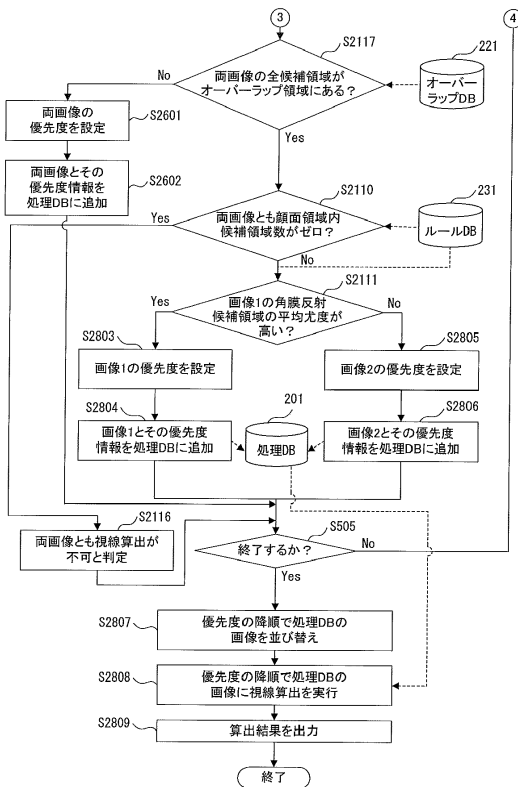 3
4
S2117
221
両画像の全候補領域が
オーバーラップ領域にある？
オーバー
ラップDB
No
Yes
両画像の
優先度を設定
S2601
両画像とその
優先度情報を
処理DBに追加
S2602
S2110
231
両画像とも顔面領域内
候補領域数がゼロ？
ルールDB
Yes
No
S2111
画像1の角膜反射
候補領域の平均尤度が
高い？
Yes
No
S2803
画像1の優先度を設定
S2805
画像2の優先度を設定
S2804
画像1とその優先度
情報を処理DBに追加
201
処理DB
S2806
画像2とその優先度
情報を処理DBに追加
S2116
両画像とも視線算出が
不可と判定
S505
終了するか？
No
Yes
S2807
優先度の降順で処理DBの
画像を並び替え
S2808
優先度の降順で処理DBの
画像に視線算出を実行
S2809
算出結果を出力
終了